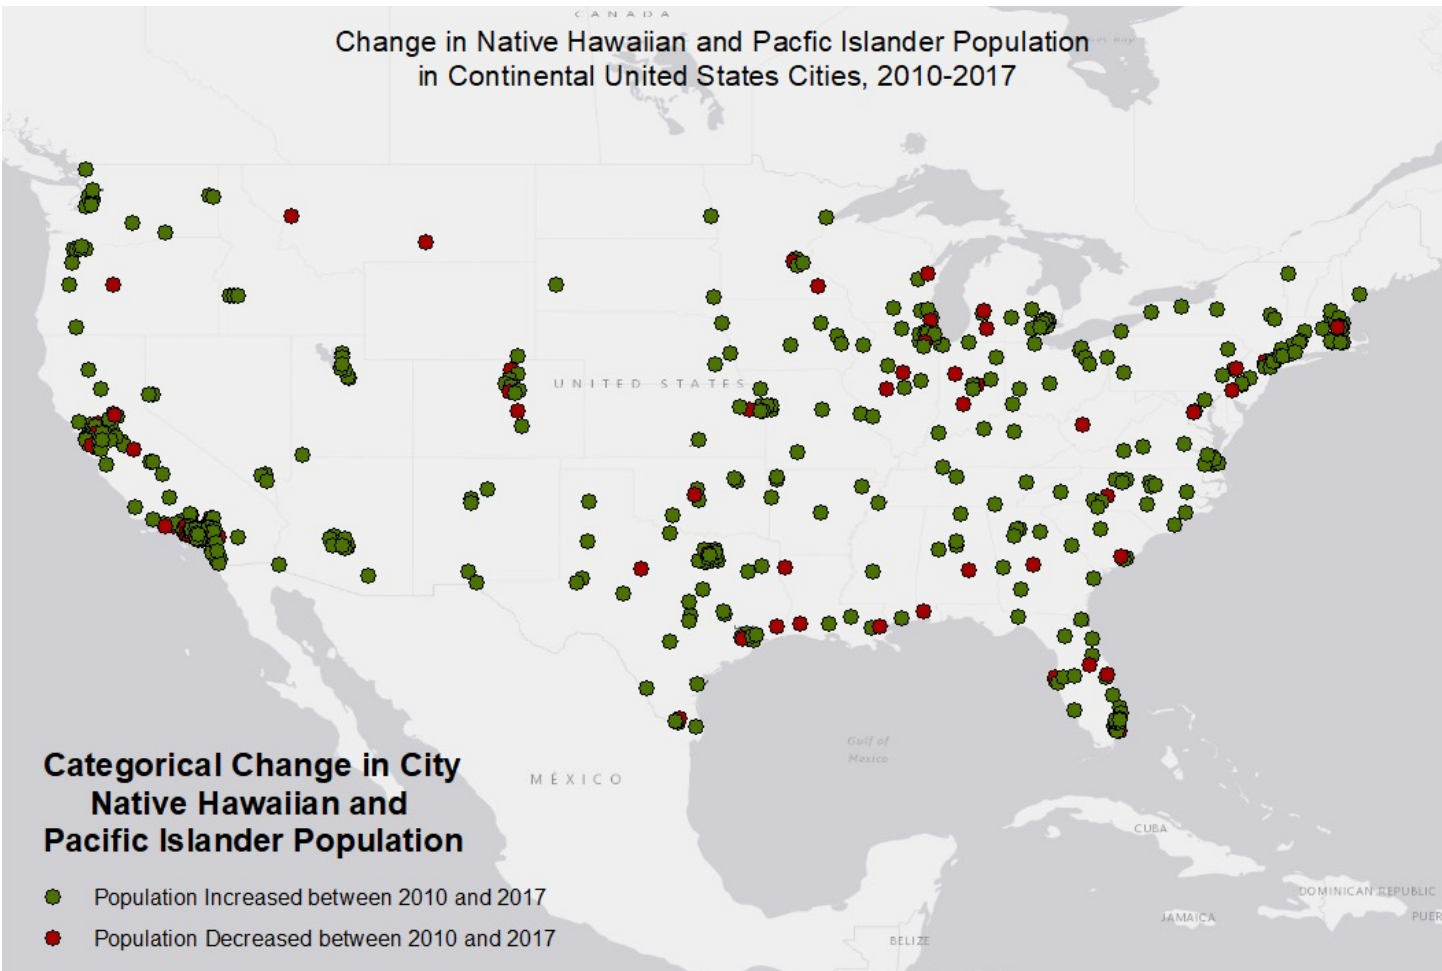 CANADA
Change in Native Hawaiian and Pacfic Islander Population
in Continental United States Cities, 2010-2017
UNITED STATES
Gulf of
Mexico
MÉXICO
Categorical Change in City
Native Hawaiian and
Pacific Islander Population
CUBA
Population Increased between 2010 and 2017
DOMINICAN REPUBLIC
JAMAICA
PUER
Population Decreased between 2010 and 2017
BELIZE